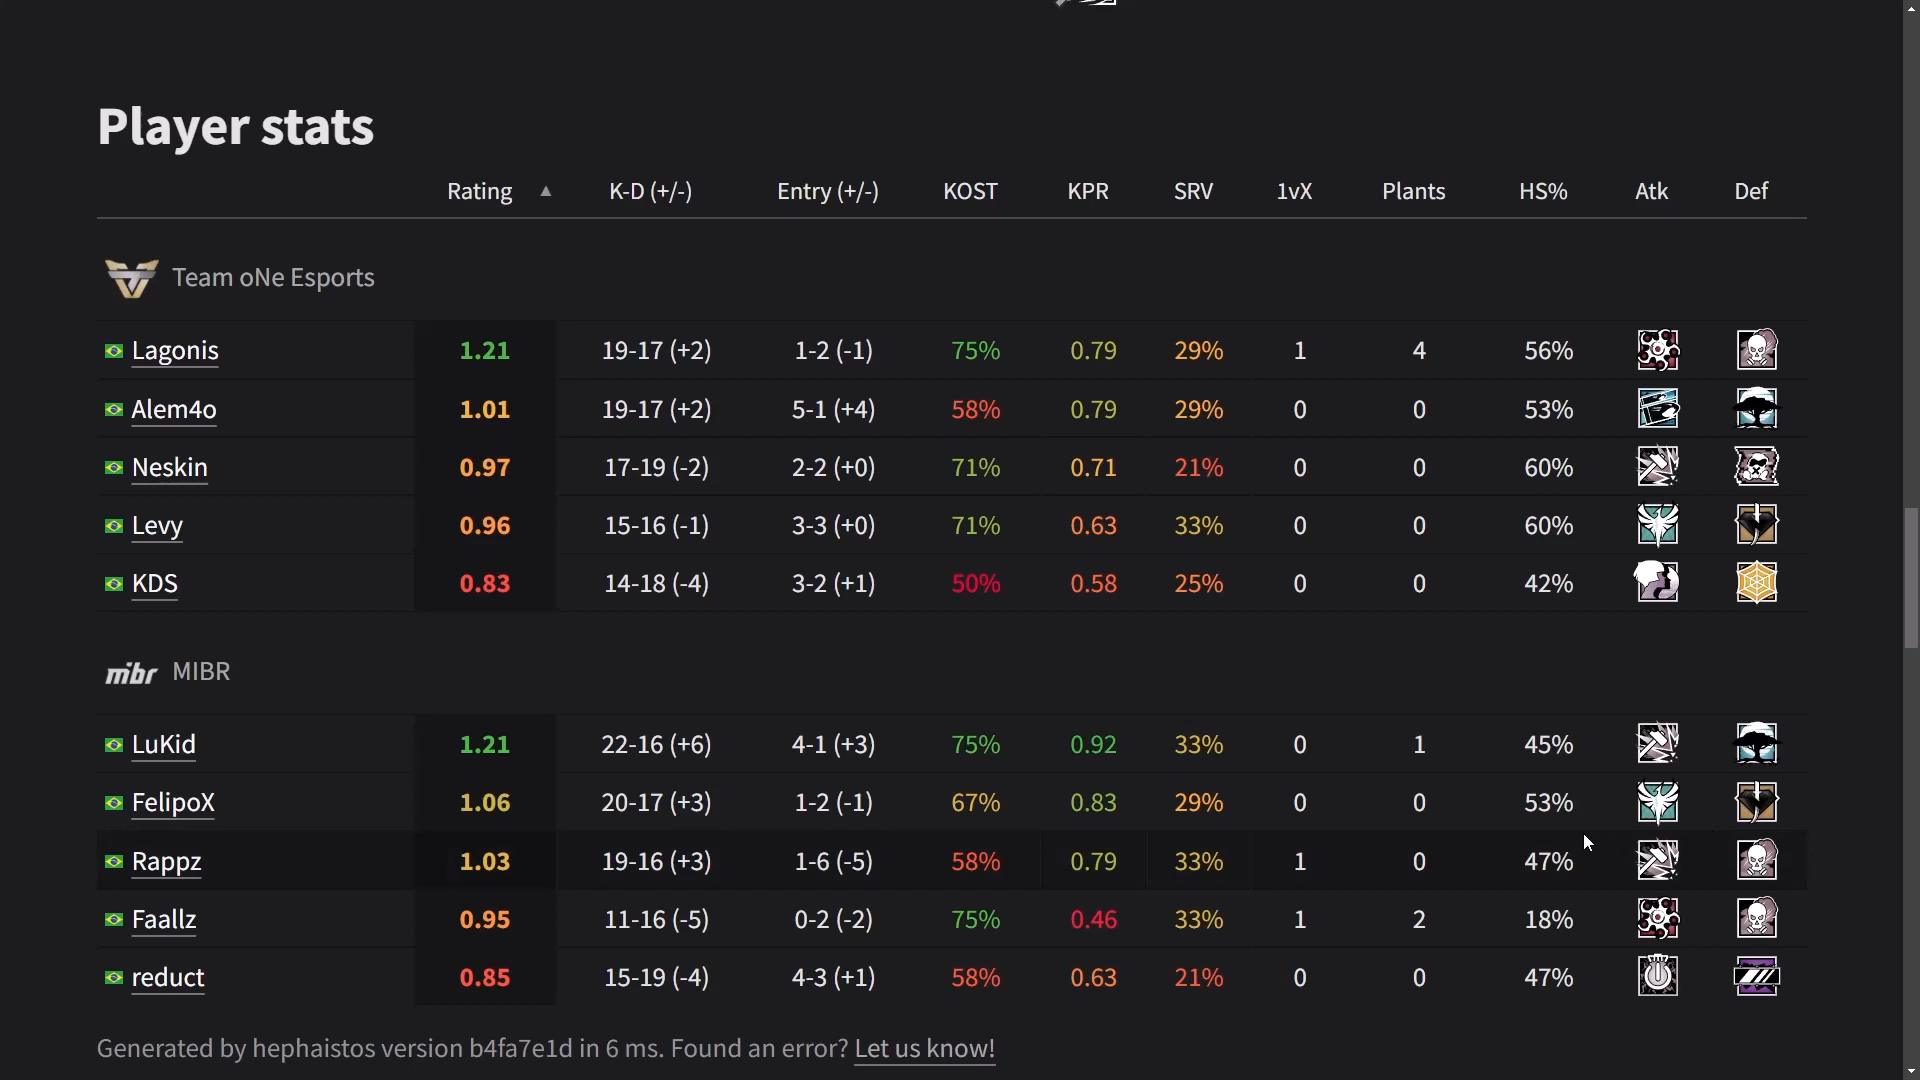 Player stats
Rating ▲ K-D (+/-) Entry (+/-) KOST KPR SRV 1vX Plants HS% Atk Def
Team oNe Esports
Lagonis 1.21 19-17 (+2) 1-2 (-1) 75% 0.79 29% 1 4 56%
Alem4o 1.01 19-17 (+2) 5-1 (+4) 58% 0.79 29% 0 0 53%
Neskin 0.97 17-19 (-2) 2-2 (+0) 71% 0.71 21% 0 0 60%
Levy 0.96 15-16 (-1) 3-3 (+0) 71% 0.63 33% 0 0 60%
KDS 0.83 14-18 (-4) 3-2 (+1) 50% 0.58 25% 0 0 42%
mibr MIBR
LuKid 1.21 22-16 (+6) 4-1 (+3) 75% 0.92 33% 0 1 45%
FelipoX 1.06 20-17 (+3) 1-2 (-1) 67% 0.83 29% 0 0 53%
Rappz 1.03 19-16 (+3) 1-6 (-5) 58% 0.79 33% 1 0 47%
Faallz 0.95 11-16 (-5) 0-2 (-2) 75% 0.46 33% 1 2 18%
reduct 0.85 15-19 (-4) 4-3 (+1) 58% 0.63 21% 0 0 47%
Generated by hephaistos version b4fa7e1d in 6 ms. Found an error? Let us know!